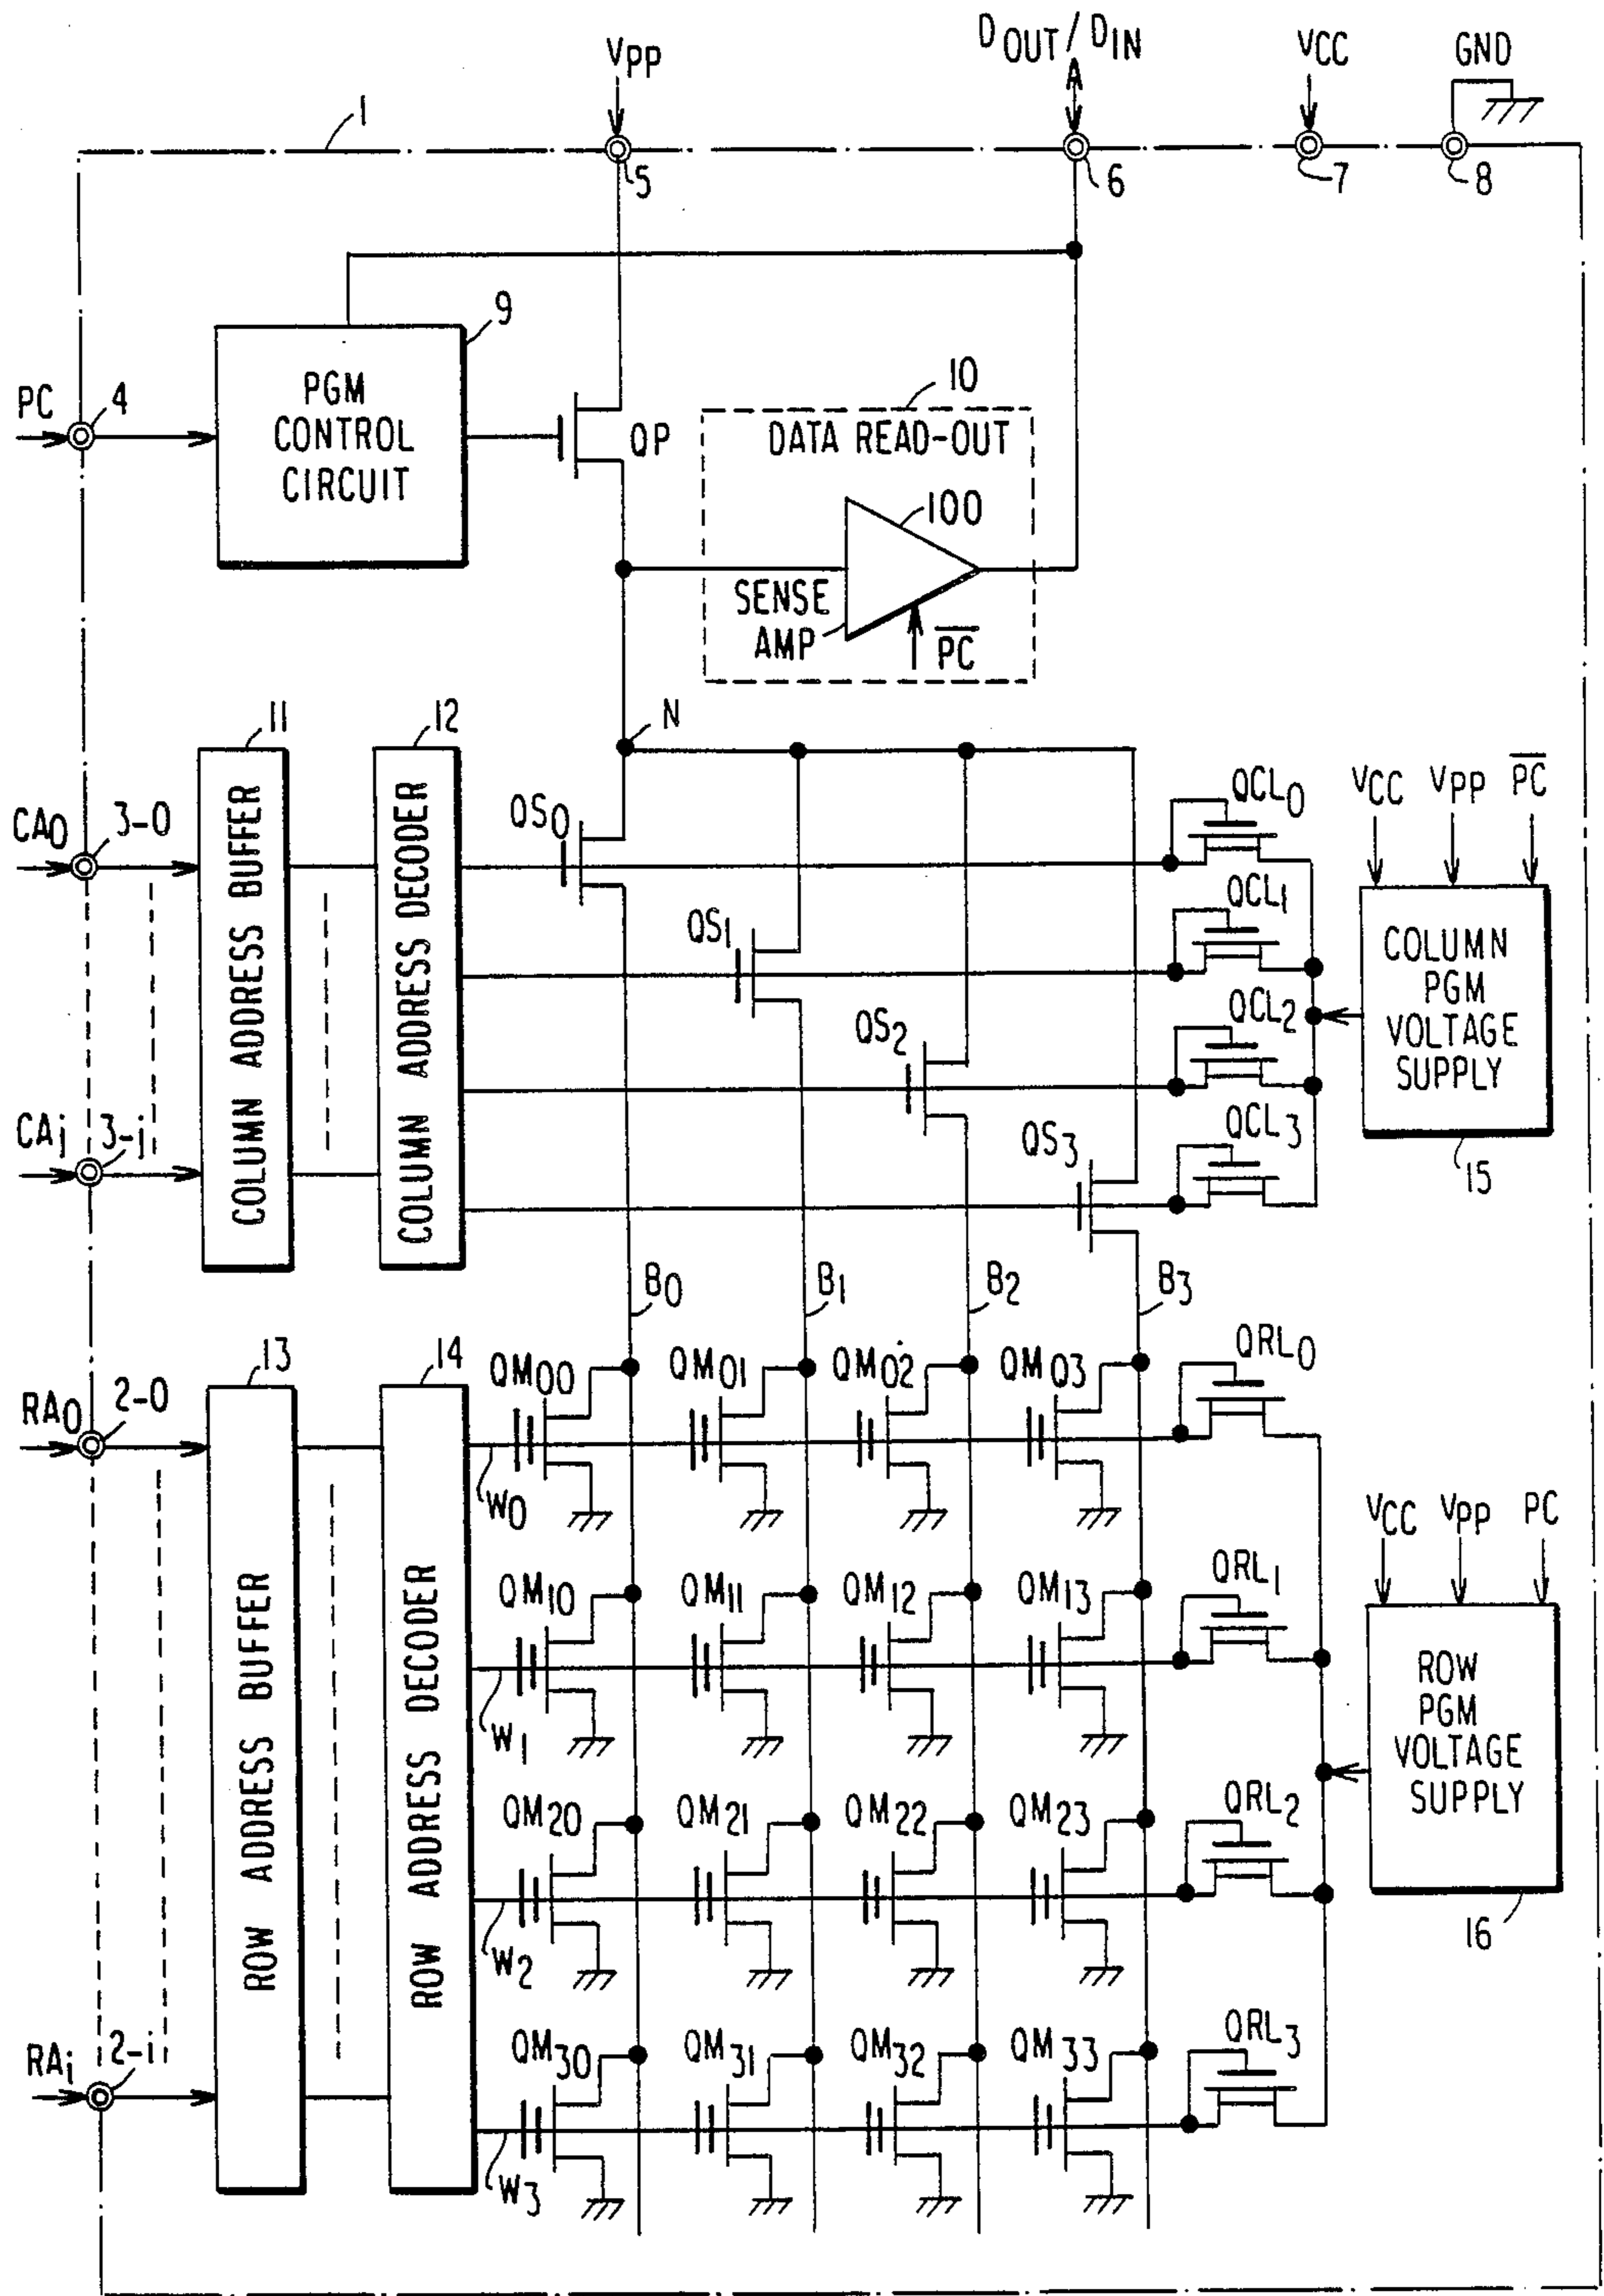 VPP
DOUT / DIN
VCC
GND
1
5
6
7
8
PC
4
9
PGM
CONTROL
CIRCUIT
QP
10
DATA READ-OUT
100
SENSE
AMP
PC
N
11
12
COLUMN ADDRESS BUFFER
COLUMN ADDRESS DECODER
CA0
3-0
CAj
3-j
QS0
QS1
QS2
QS3
QCL0
QCL1
QCL2
QCL3
VCC
VPP
PC
COLUMN
PGM
VOLTAGE
SUPPLY
15
B0
B1
B2
B3
13
14
ROW ADDRESS BUFFER
ROW ADDRESS DECODER
RA0
2-0
RAi
2-i
QM00
QM01
QM02
QM03
QRL0
W0
QM10
QM11
QM12
QM13
QRL1
W1
QM20
QM21
QM22
QM23
QRL2
W2
QM30
QM31
QM32
QM33
QRL3
W3
VCC
VPP
PC
ROW
PGM
VOLTAGE
SUPPLY
16